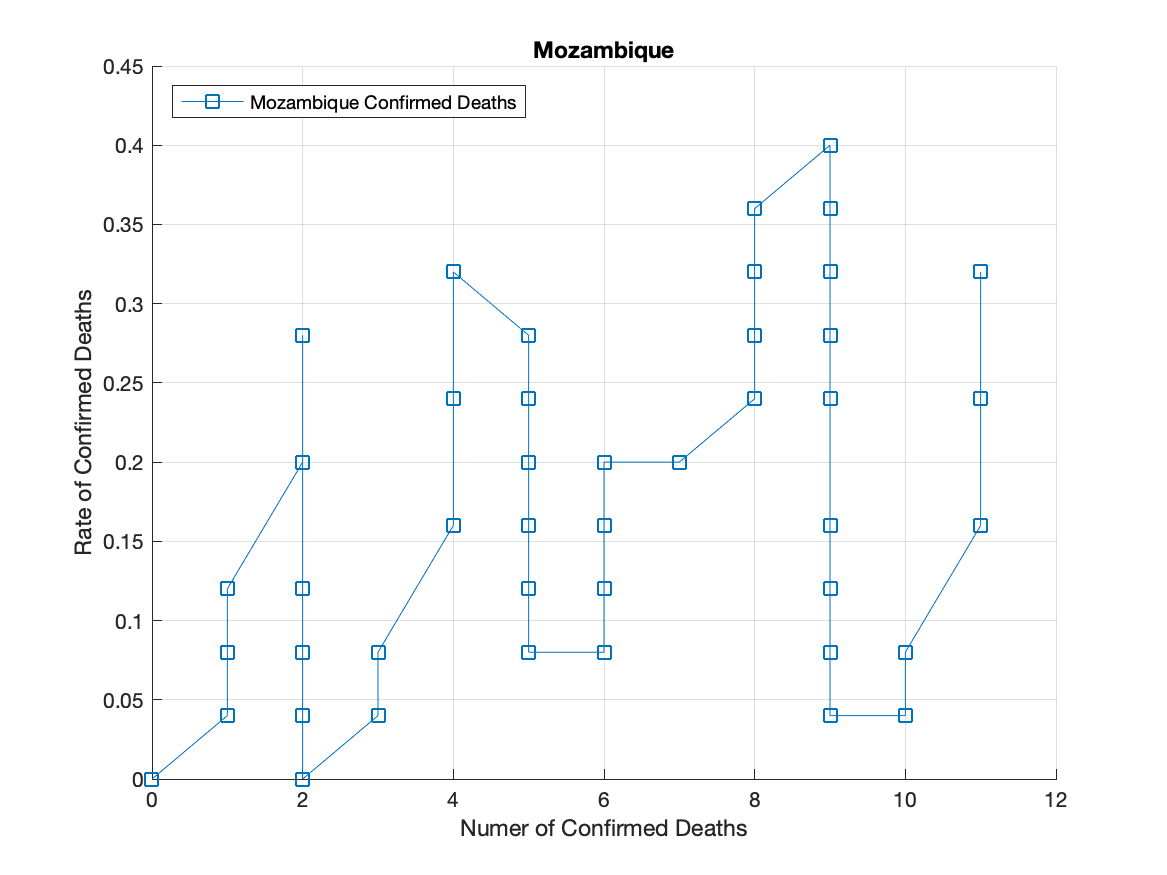 Mozambique
Mozambique Confirmed Deaths
0.45
0.4
0.35
0.3
0.25
0.2
0.15
0.1
0.05
0
Rate of Confirmed Deaths
0 2 4 6 8 10 12
Numer of Confirmed Deaths